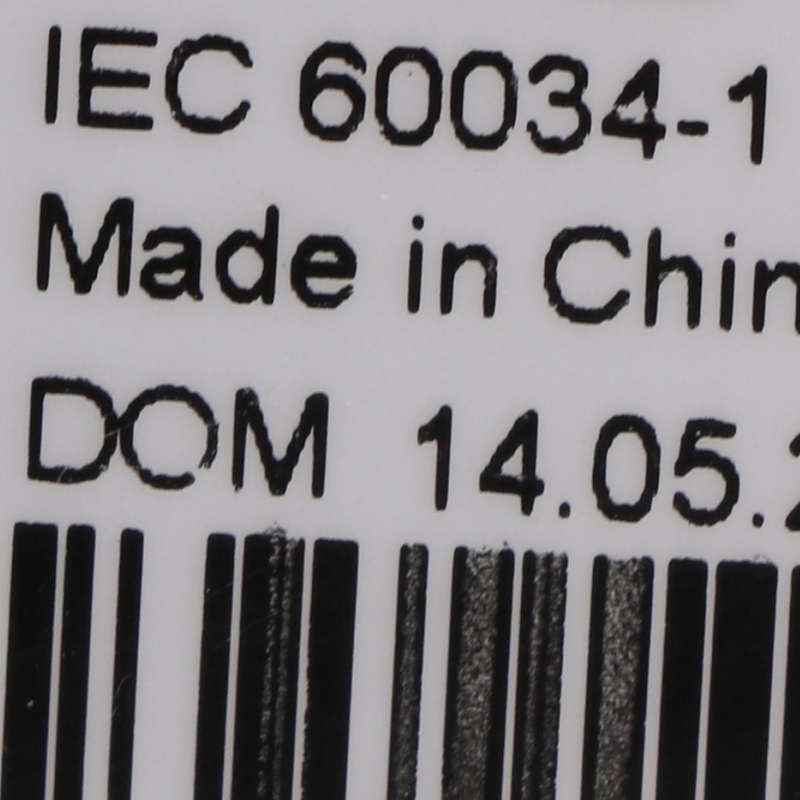 IEC 60034-1
Made in Chin
DOM 14.05.